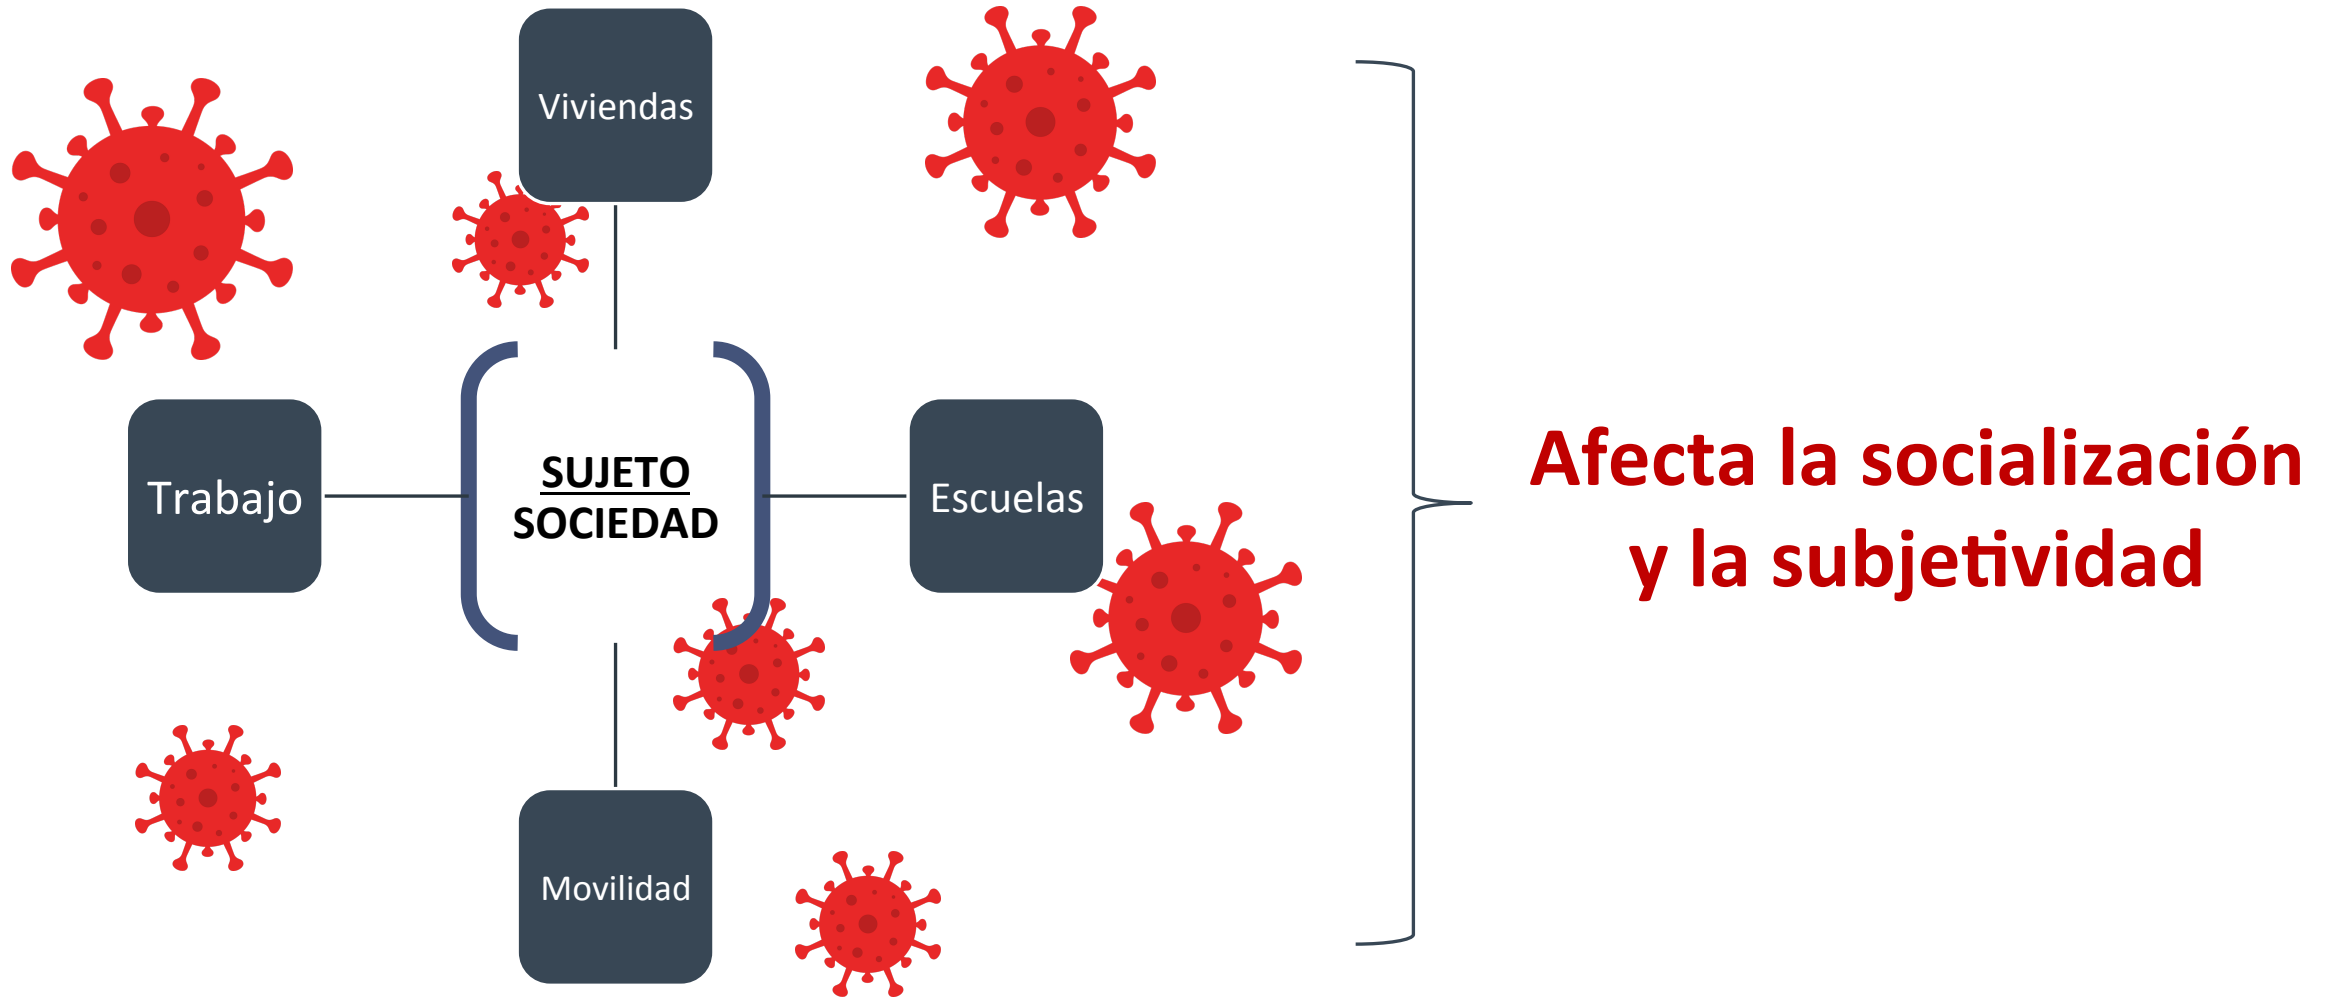 Viviendas
Trabajo
SUJETO
SOCIEDAD
Escuelas
Movilidad
Afecta la socialización
y la subjetividad